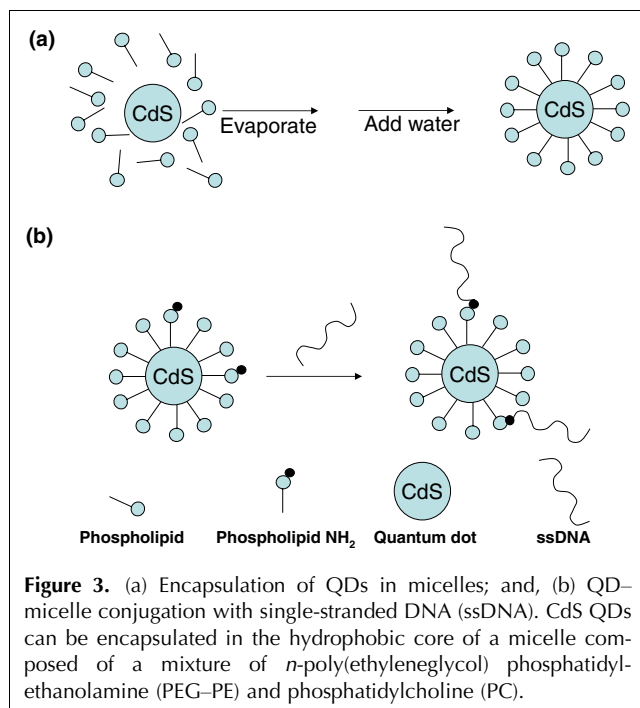 (a)
CdS
Evaporate
Add water
CdS
(b)
CdS
CdS
Phospholipid
Phospholipid NH₂
CdS
Quantum dot
ssDNA
Figure 3. (a) Encapsulation of QDs in micelles; and, (b) QD–
micelle conjugation with single-stranded DNA (ssDNA). CdS QDs
can be encapsulated in the hydrophobic core of a micelle com-
posed of a mixture of n-poly(ethyleneglycol) phosphatidyl-
ethanolamine (PEG–PE) and phosphatidylcholine (PC).